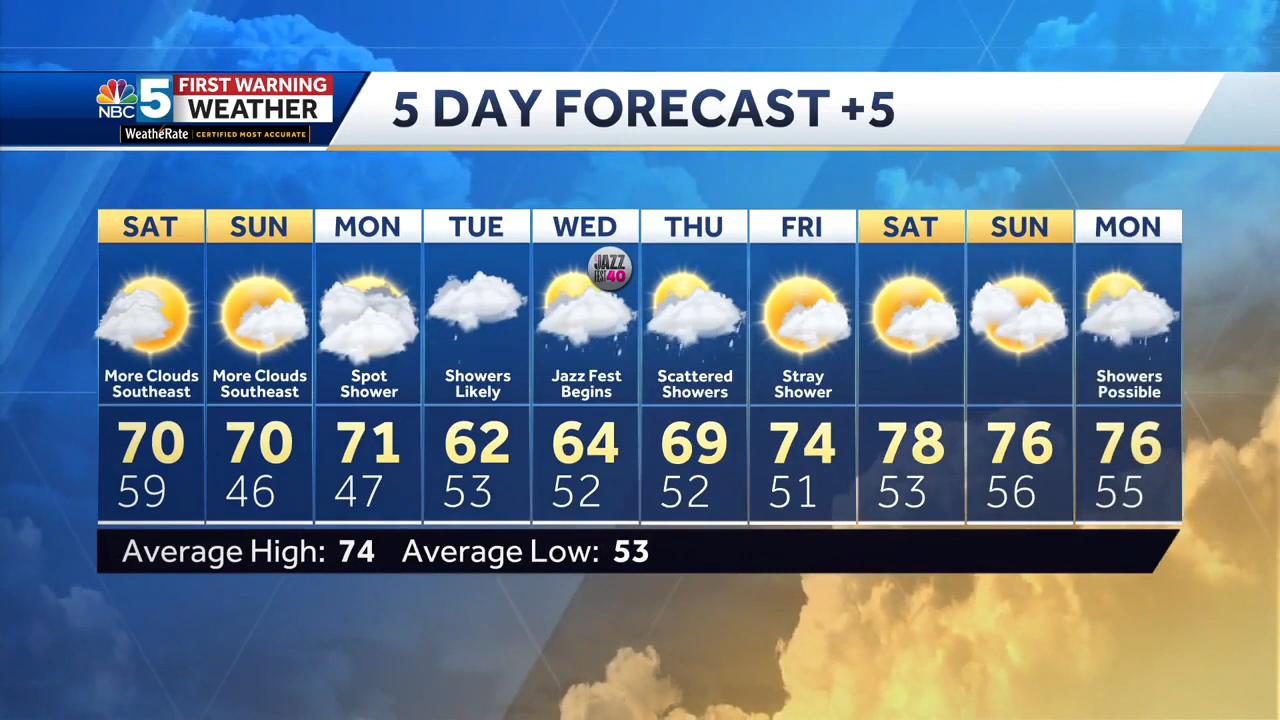 NBC 5 FIRST WARNING
WEATHER
WeatheRate CERTIFIED MOST ACCURATE
5 DAY FORECAST +5
SAT SUN MON TUE WED THU FRI SAT SUN MON
JAZZ
FEST 40
More Clouds
Southeast
More Clouds
Southeast
Spot
Shower
Showers
Likely
Jazz Fest
Begins
Scattered
Showers
Stray
Shower
Showers
Possible
70 70 71 62 64 69 74 78 76 76
59 46 47 53 52 52 51 53 56 55
Average High: 74 Average Low: 53